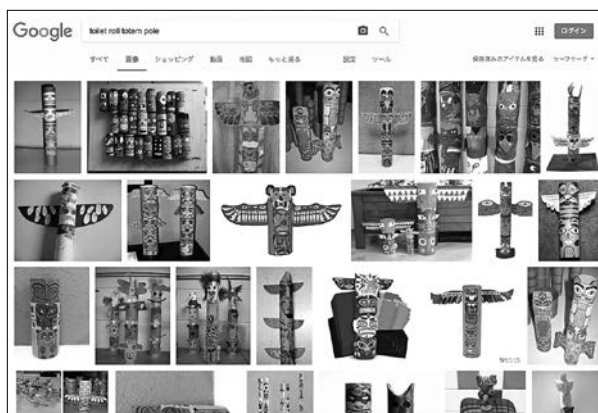 Google toilet roll totem pole ログイン
すべて 画像 ショッピング 動画 地図 もっと見る 設定 ツール 保存済みのアイテムを見る セーフサーチ